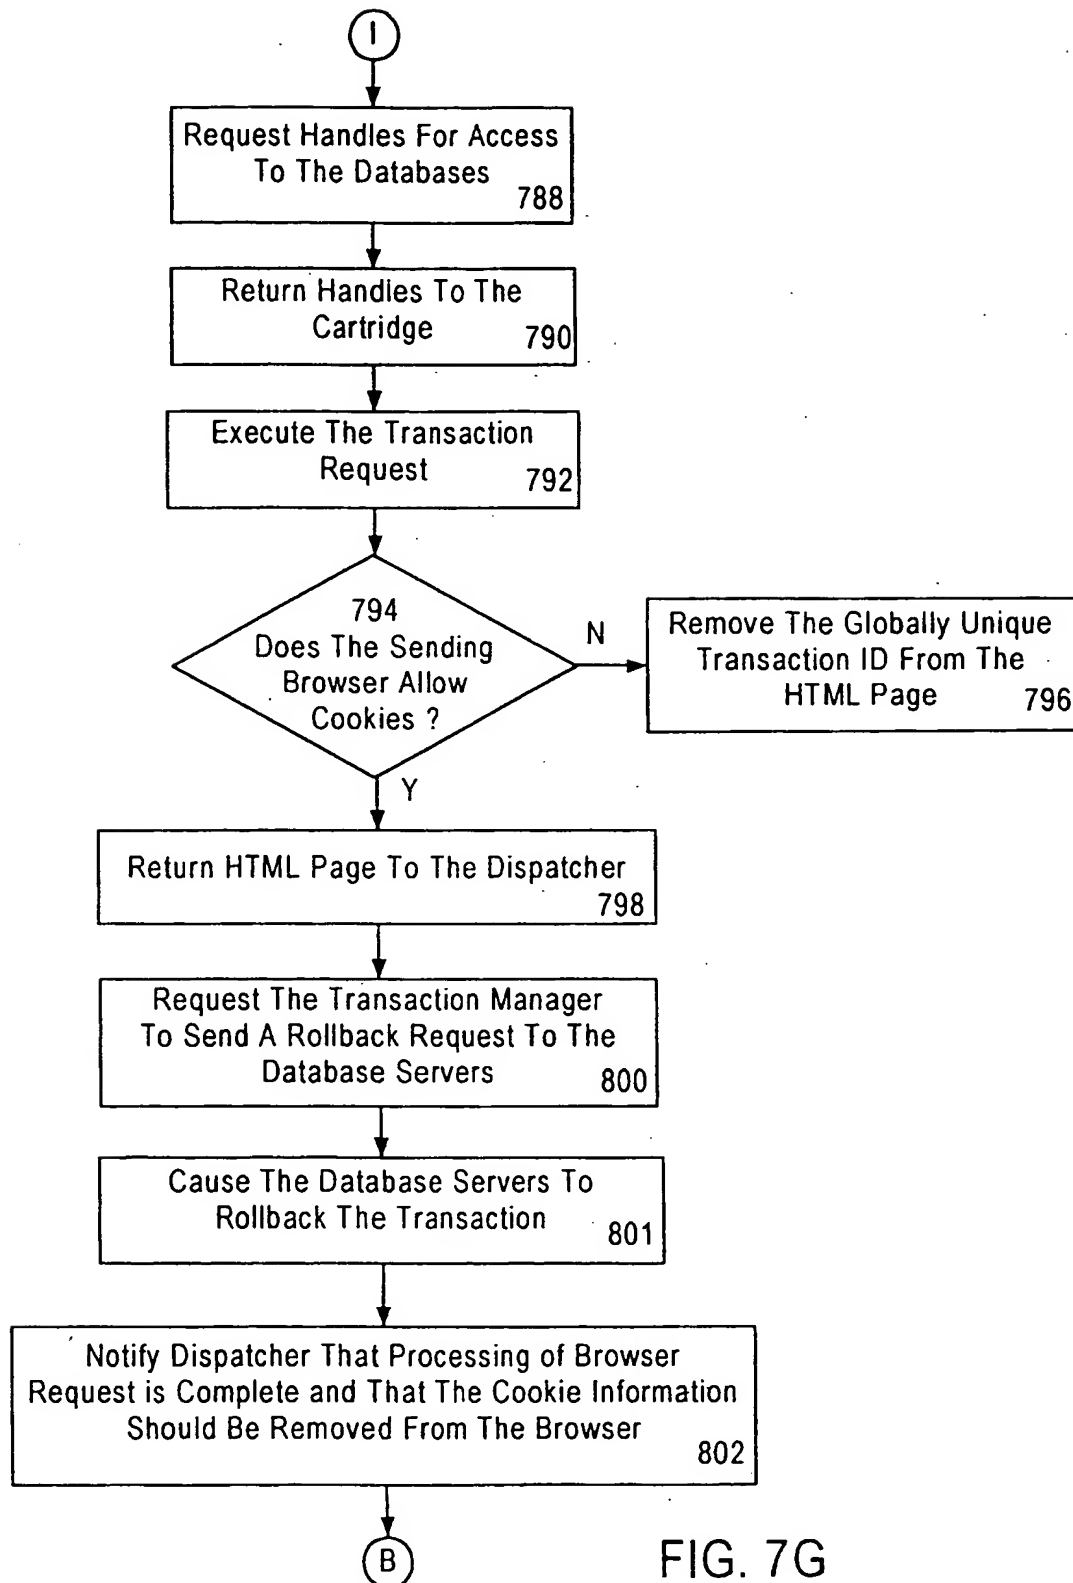 I
Request Handles For Access
To The Databases
788
Return Handles To The
Cartridge
790
Execute The Transaction
Request
792
794
Does The Sending
Browser Allow
Cookies ?
N
Remove The Globally Unique
Transaction ID From The
HTML Page
796
Y
Return HTML Page To The Dispatcher
798
Request The Transaction Manager
To Send A Rollback Request To The
Database Servers
800
Cause The Database Servers To
Rollback The Transaction
801
Notify Dispatcher That Processing of Browser
Request is Complete and That The Cookie Information
Should Be Removed From The Browser
802
B
FIG. 7G